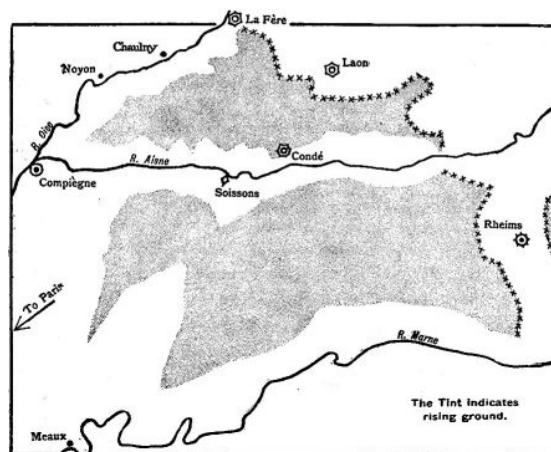 La Fère
Chaulny
Laon
Noyon
R. Oise
R. Aisne
Condé
Compiègne
Soissons
Rheims
To Paris
R. Marne
The Tint indicates
rising ground.
Meaux